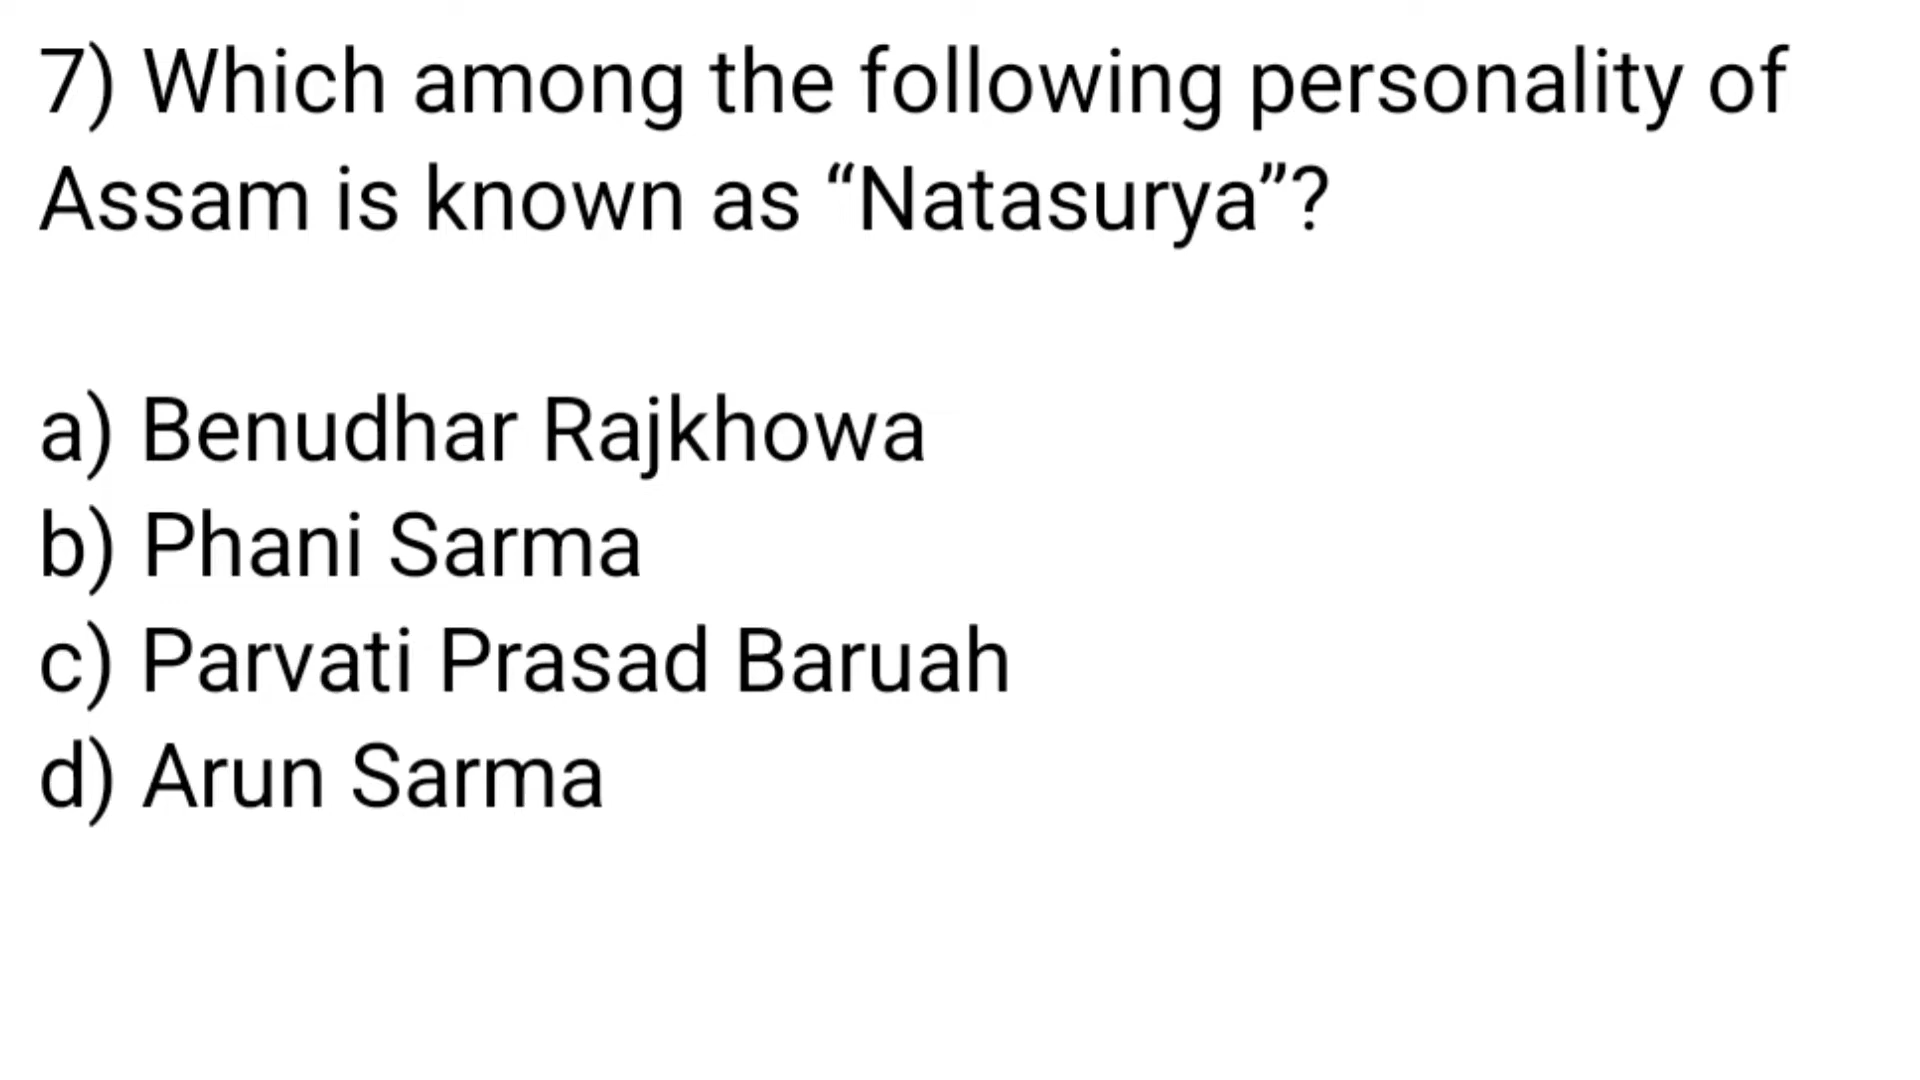 7) Which among the following personality of
Assam is known as “Natasurya”?
a) Benudhar Rajkhowa
b) Phani Sarma
c) Parvati Prasad Baruah
d) Arun Sarma